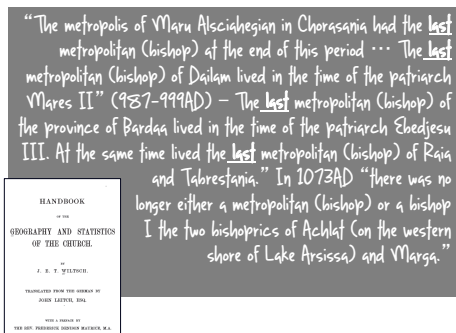 “The metropolis of Maru Alsciahegian in Chorasania had the last
metropolitan (bishop) at the end of this period ... The last
metropolitan (bishop) of Dailam lived in the time of the patriarch
Mares II” (987-999AD) – The last metropolitan (bishop) of
the province of Bardaa lived in the time of the patriarch Ebedjesu
III. At the same time lived the last metropolitan (bishop) of Raia
and Tabrestania.” In 1073AD “there was no
longer either a metropolitan (bishop) or a bishop
I the two bishoprics of Achlat (on the western
shore of Lake Arsissa) and Marga.”
HANDBOOK
OF THE
GEOGRAPHY AND STATISTICS
OF THE CHURCH.
BY
J. E. T. WILTSCH.
TRANSLATED FROM THE GERMAN BY
JOHN LEITCH, ESQ.
WITH A PREFACE BY
THE REV. FREDERICK DENISON MAURICE, M.A.